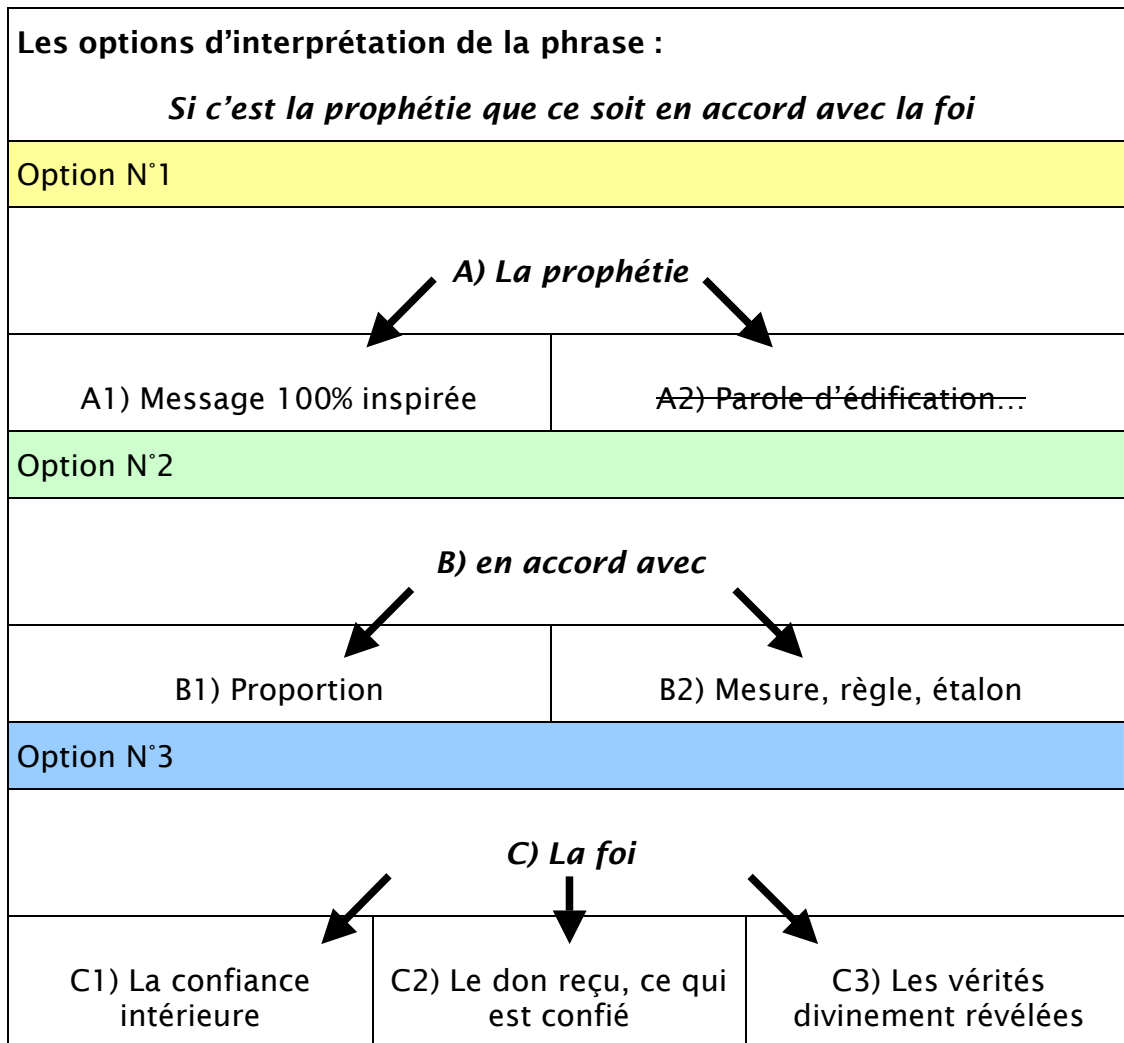 Les options d'interprétation de la phrase :
Si c'est la prophétie que ce soit en accord avec la foi
Option N°1
A) La prophétie
A1) Message 100% inspirée
A2) Parole d'édification...
Option N°2
B) en accord avec
B1) Proportion
B2) Mesure, règle, étalon
Option N°3
C) La foi
C1) La confiance
intérieure
C2) Le don reçu, ce qui
est confié
C3) Les vérités
divinement révélées